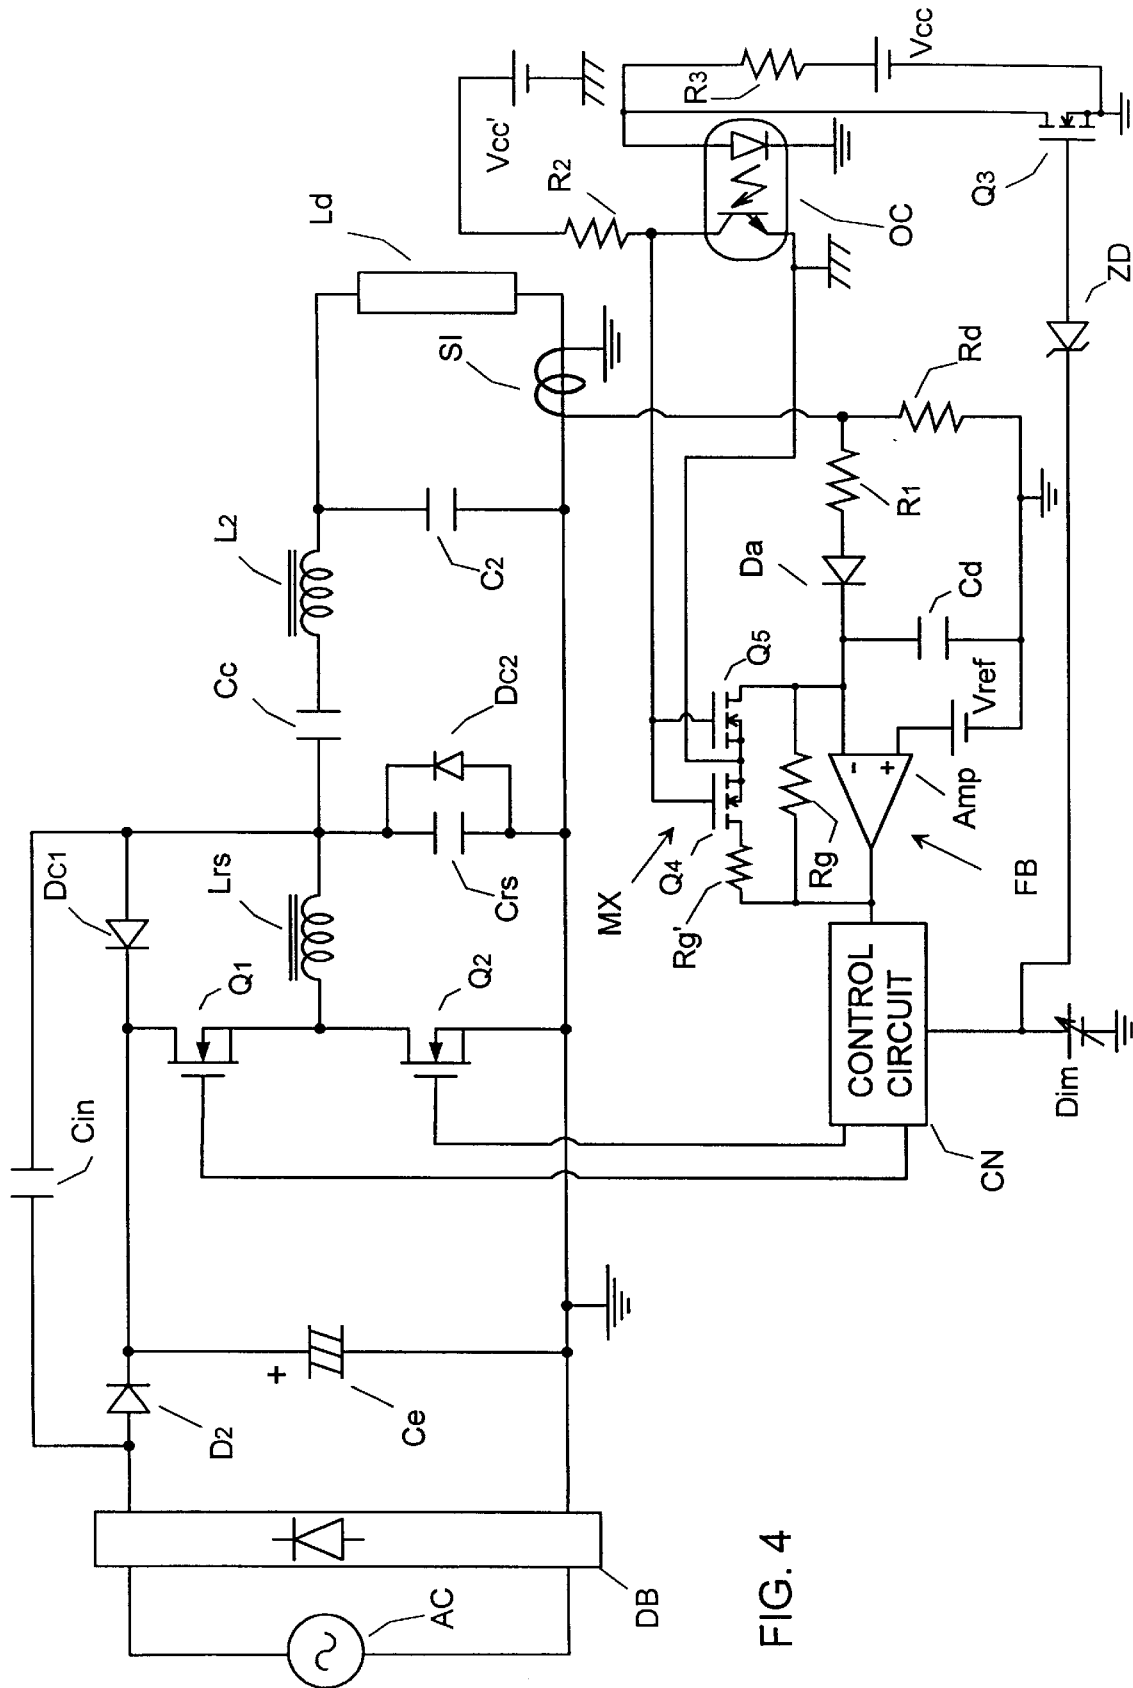 Cin
DC1
Lrs
Cc
L2
Ld
Vcc'
D2
Q1
DC2
SI
R2
+
Ce
Q2
Crs
C2
R3
Vcc
AC
DB
MX
Q4
Q5
Da
OC
Rg'
Rg
-
+
Amp
Vref
Cd
R1
Rd
Q3
ZD
FB
CONTROL
CIRCUIT
CN
Dim
FIG. 4